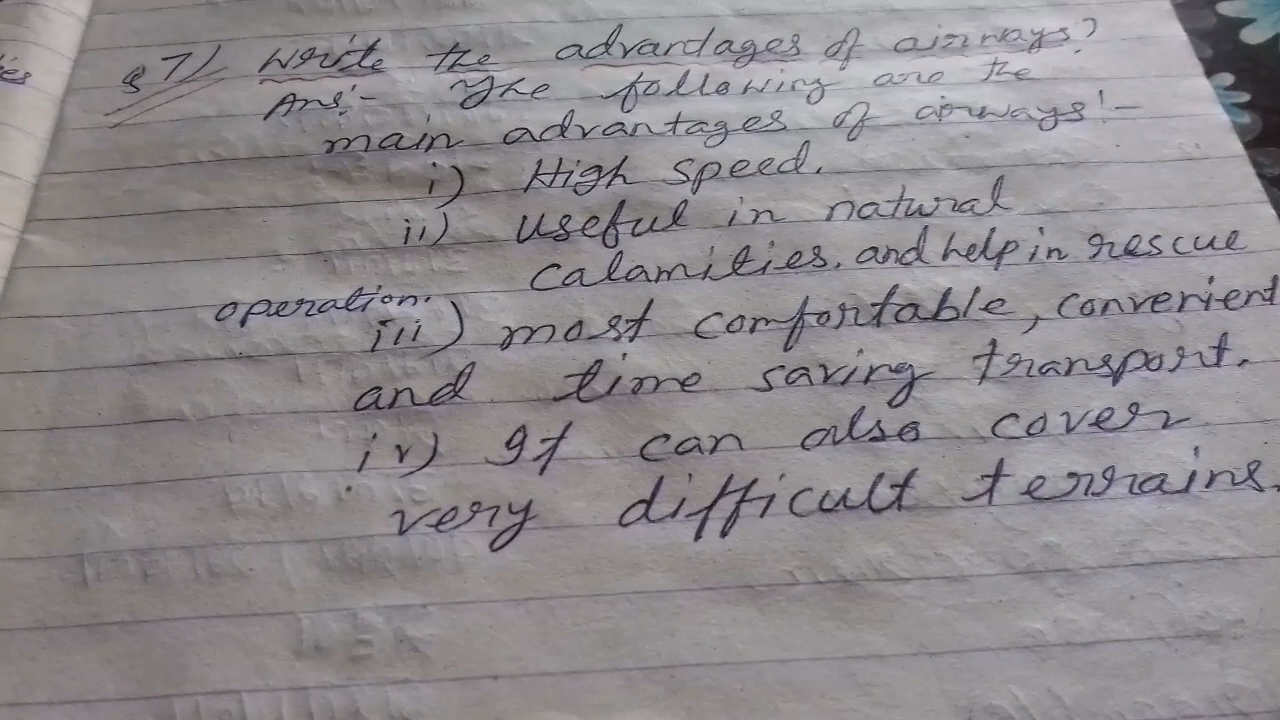 Q 7) Write the advantages of airways?
Ans:- The following are the
main advantages of airways:-
i) High speed.
ii) useful in natural
calamities. and help in rescue
operation.
iii) most comfortable, convenient
and time saving transport.
iv) It can also cover
very difficult terrains.